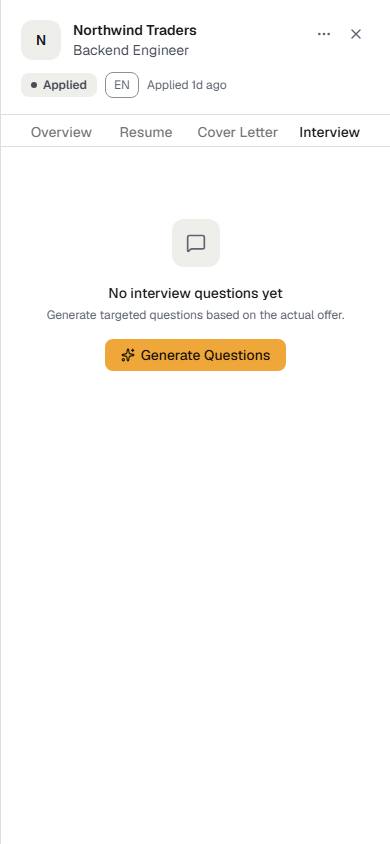 N
Northwind Traders
Backend Engineer
Applied
EN
Applied 1d ago
Overview
Resume
Cover Letter
Interview
No interview questions yet
Generate targeted questions based on the actual offer.
Generate Questions